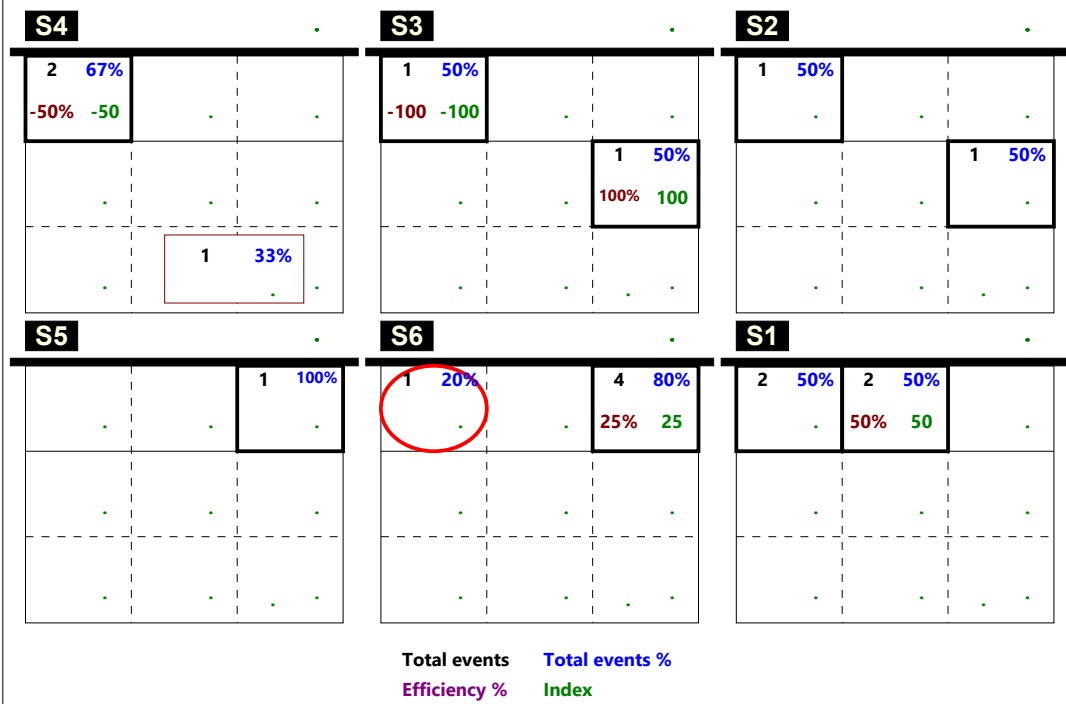 S4 S3 S2
2 67% 1 50% 1 50%
-50% -50 -100 -100
1 50% 1 50%
100% 100
1 33%
S5 S6 S1
1 100% 1 20% 4 80% 2 50% 2 50%
25% 25 50% 50
Total events Total events %
Efficiency % Index